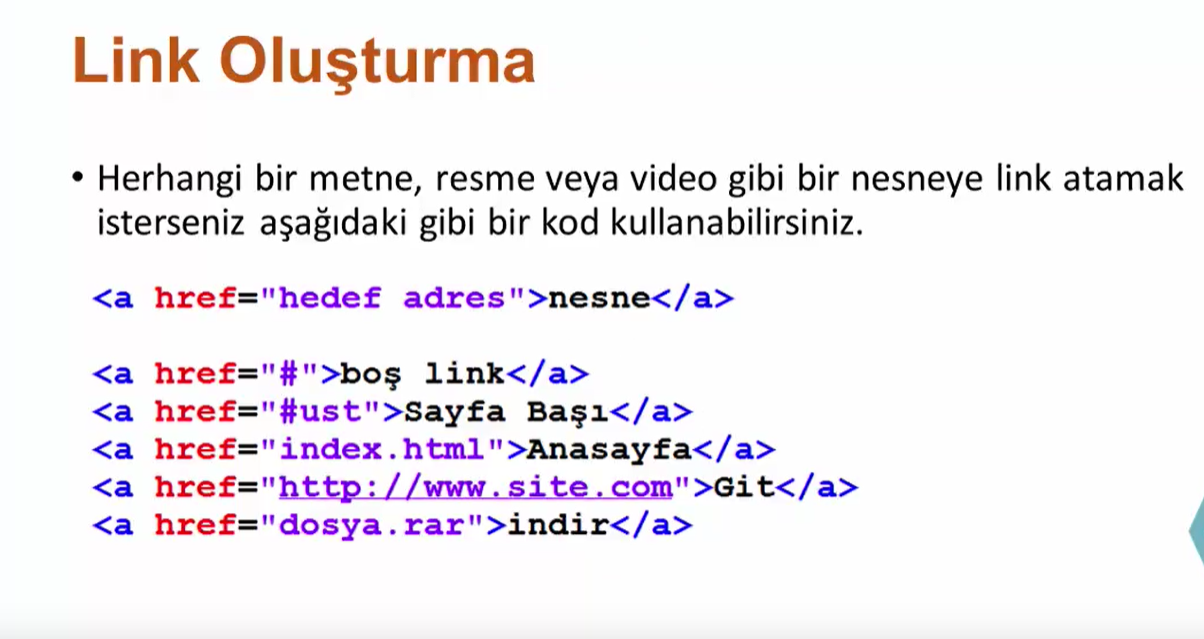 Link Oluşturma
• Herhangi bir metne, resme veya video gibi bir nesneye link atamak
isterseniz aşağıdaki gibi bir kod kullanabilirsiniz.
<a href="hedef adres">nesne</a>
<a href="#">boş link</a>
<a href="#ust">Sayfa Başı</a>
<a href="index.html">Anasayfa</a>
<a href="http://www.site.com">Git</a>
<a href="dosya.rar">indir</a>